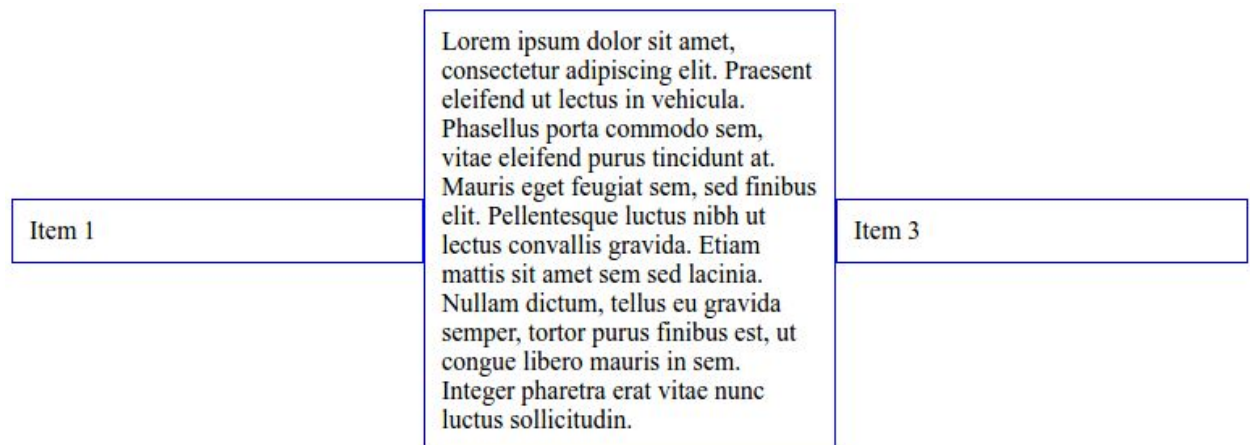 Item 1
Lorem ipsum dolor sit amet,
consectetur adipiscing elit. Praesent
eleifend ut lectus in vehicula.
Phasellus porta commodo sem,
vitae eleifend purus tincidunt at.
Mauris eget feugiat sem, sed finibus
elit. Pellentesque luctus nibh ut
lectus convallis gravida. Etiam
mattis sit amet sem sed lacinia.
Nullam dictum, tellus eu gravida
semper, tortor purus finibus est, ut
congue libero mauris in sem.
Integer pharetra erat vitae nunc
luctus sollicitudin.
Item 3